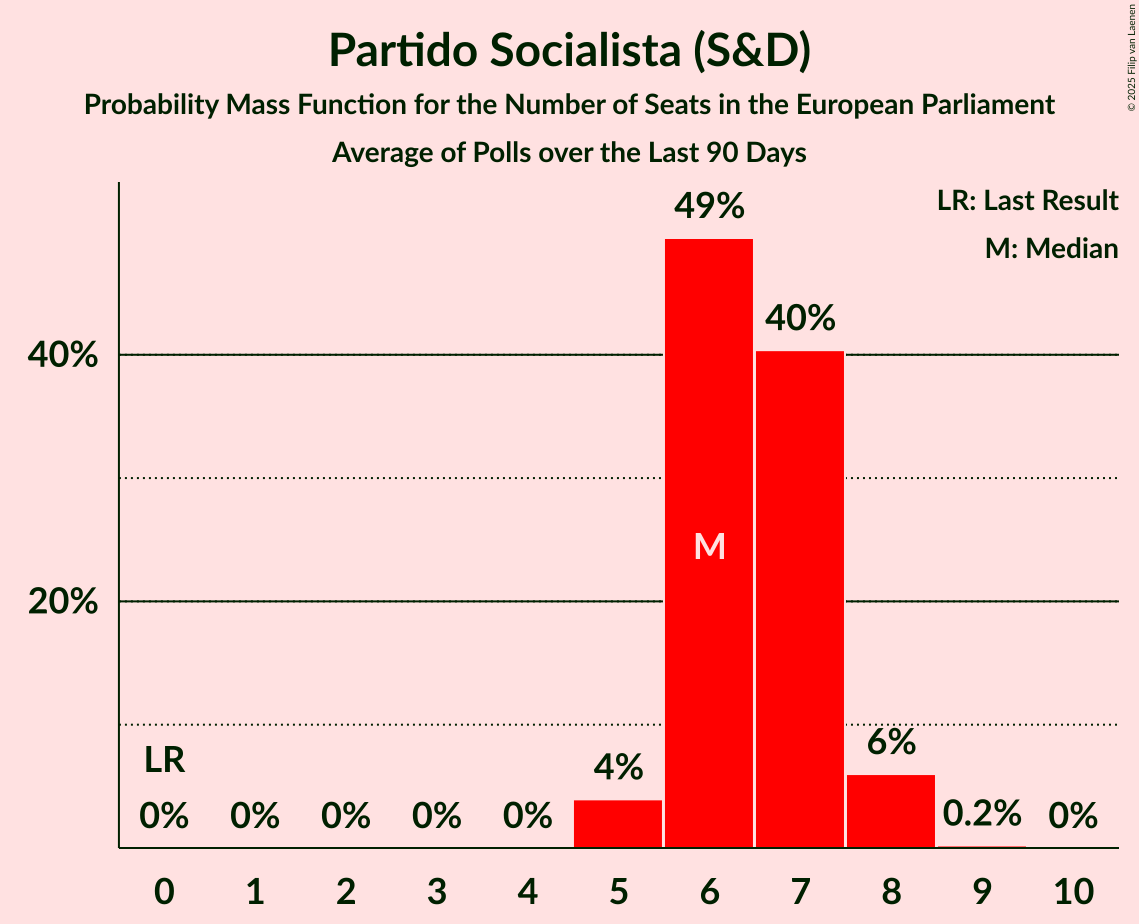 Partido Socialista (S&D)
Probability Mass Function for the Number of Seats in the European Parliament
Average of Polls over the Last 90 Days
© 2025 Filip van Laenen
LR: Last Result
M: Median
49%
40%
40%
M
20%
LR
6%
4%
0% 0% 0% 0% 0% 0.2% 0%
0 1 2 3 4 5 6 7 8 9 10